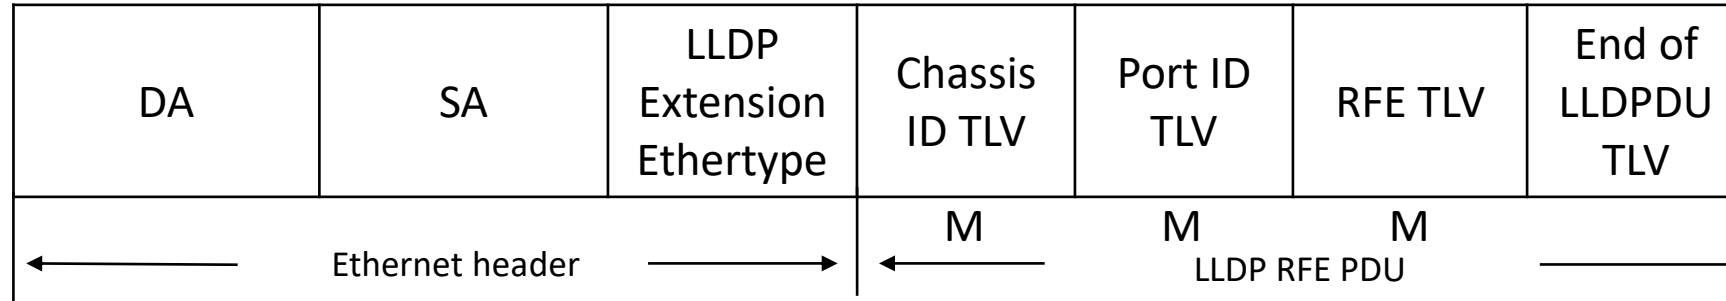 DA
SA
LLDP
Extension
Ethertype
Chassis
ID TLV
Port ID
TLV
RFE TLV
End of
LLDPDU
TLV
M
M
M
Ethernet header
LLDP RFE PDU